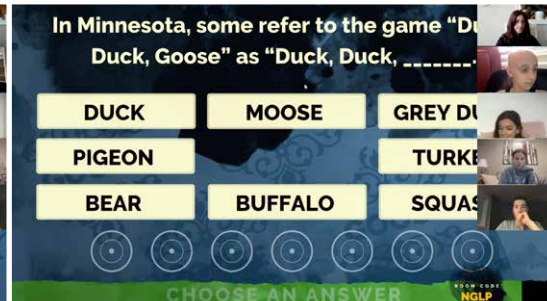 In Minnesota, some refer to the game “Du
Duck, Goose” as “Duck, Duck, _______.
DUCK
MOOSE
GREY DU
PIGEON
TURKE
BEAR
BUFFALO
SQUAS
CHOOSE AN ANSWER
ROOM CODE
NGLP